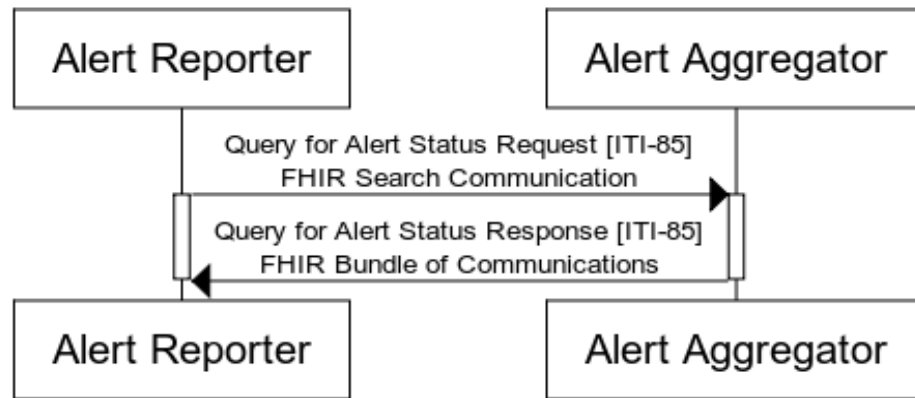 Alert Reporter
Alert Aggregator
Query for Alert Status Request [ITI-85]
FHIR Search Communication
Query for Alert Status Response [ITI-85]
FHIR Bundle of Communications
Alert Reporter
Alert Aggregator